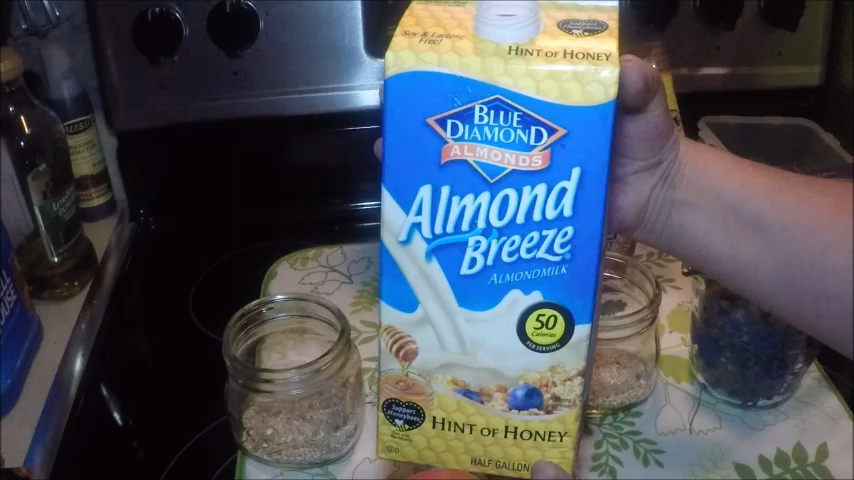 Soy & Lactose
Free!
HINT OF HONEY
BLUE
DIAMOND
ALMONDS
Almond
Breeze
ALMONDMILK
50
Calories
PER SERVING
Support
Honeybees
HINT OF HONEY
HALF GALLON